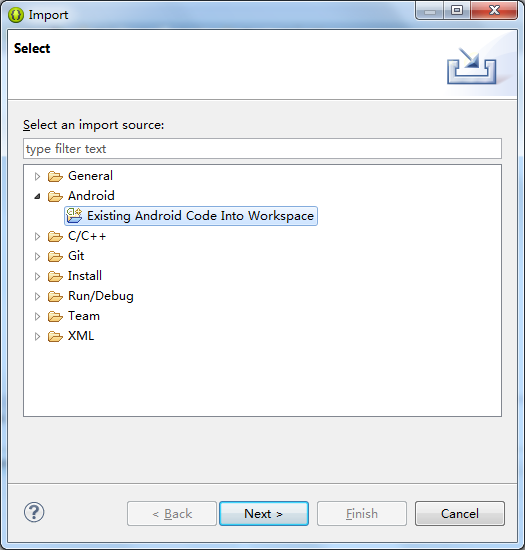 Import
Select
Select an import source:
type filter text
General
Android
Existing Android Code Into Workspace
C/C++
Git
Install
Run/Debug
Team
XML
? < Back Next > Finish Cancel